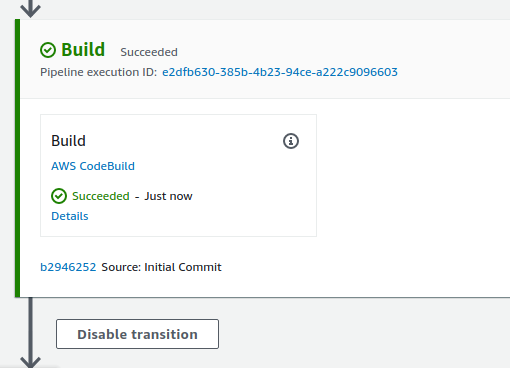 Build Succeeded
Pipeline execution ID: e2dfb630-385b-4b23-94ce-a222c9096603
Build
AWS CodeBuild
Succeeded - Just now
Details
b2946252 Source: Initial Commit
Disable transition